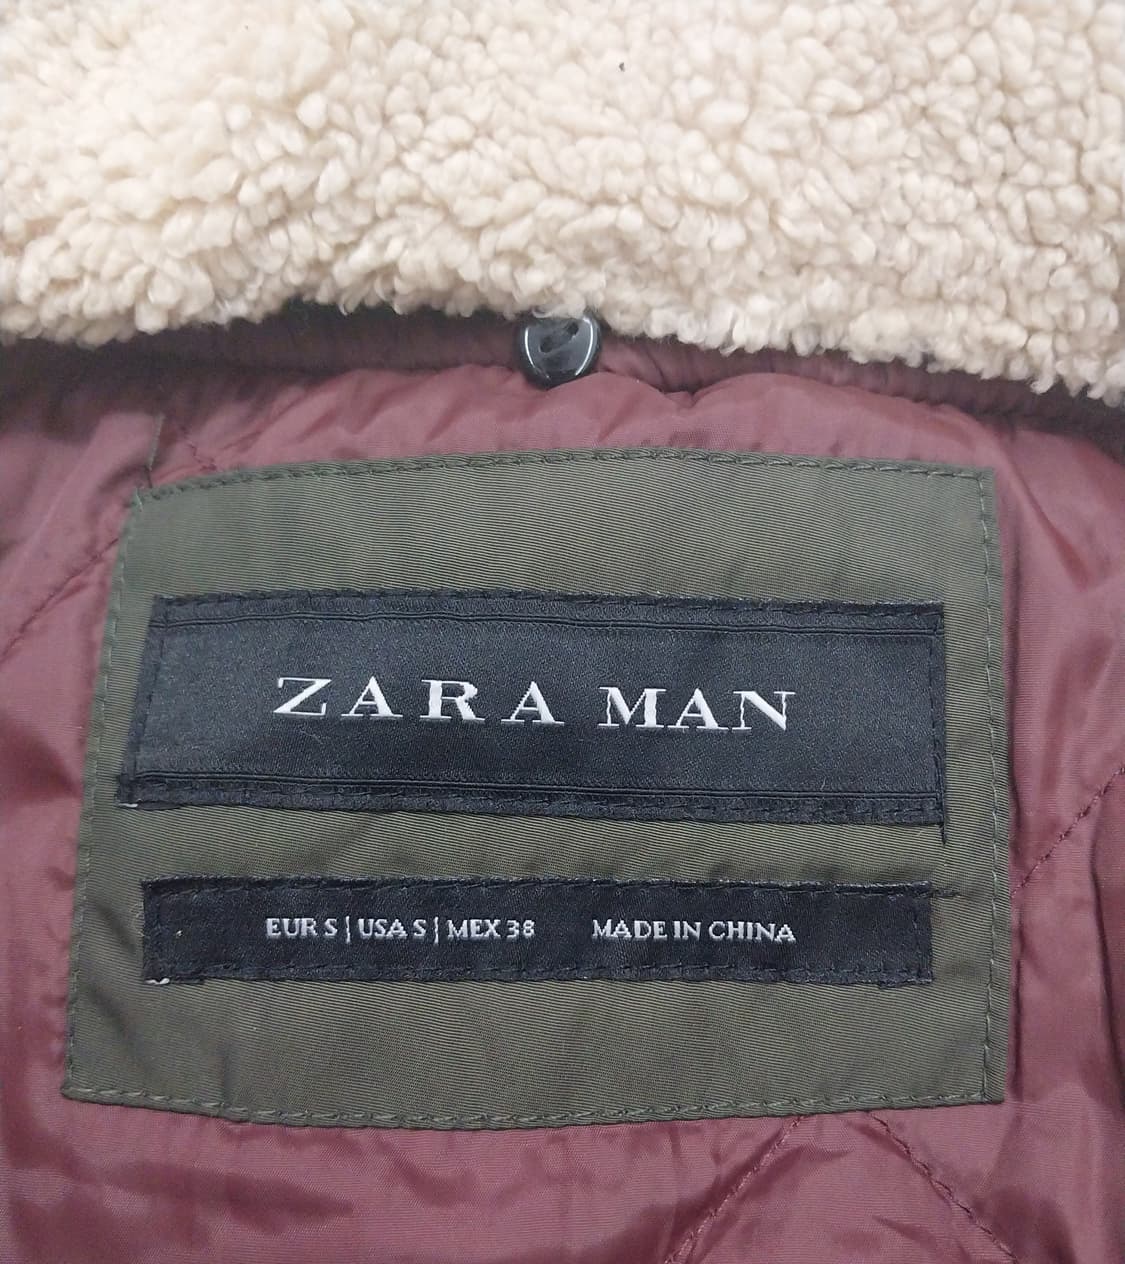 ZARA MAN
EUR S | USA S | MEX 38 MADE IN CHINA